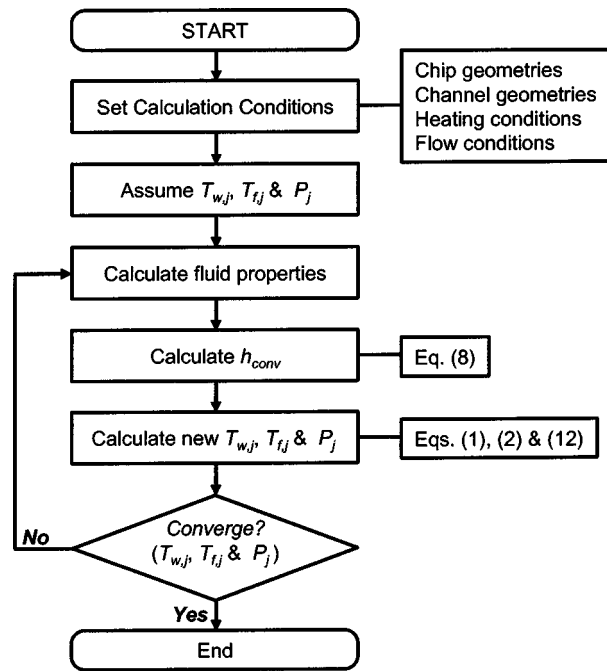 START
Set Calculation Conditions
Chip geometries
Channel geometries
Heating conditions
Flow conditions
Assume T_{w,j}, T_{f,j} & P_j
Calculate fluid properties
Calculate h_{conv}
Eq. (8)
Calculate new T_{w,j}, T_{f,j} & P_j
Eqs. (1), (2) & (12)
Converge?
(T_{w,j}, T_{f,j} & P_j)
No
Yes
End